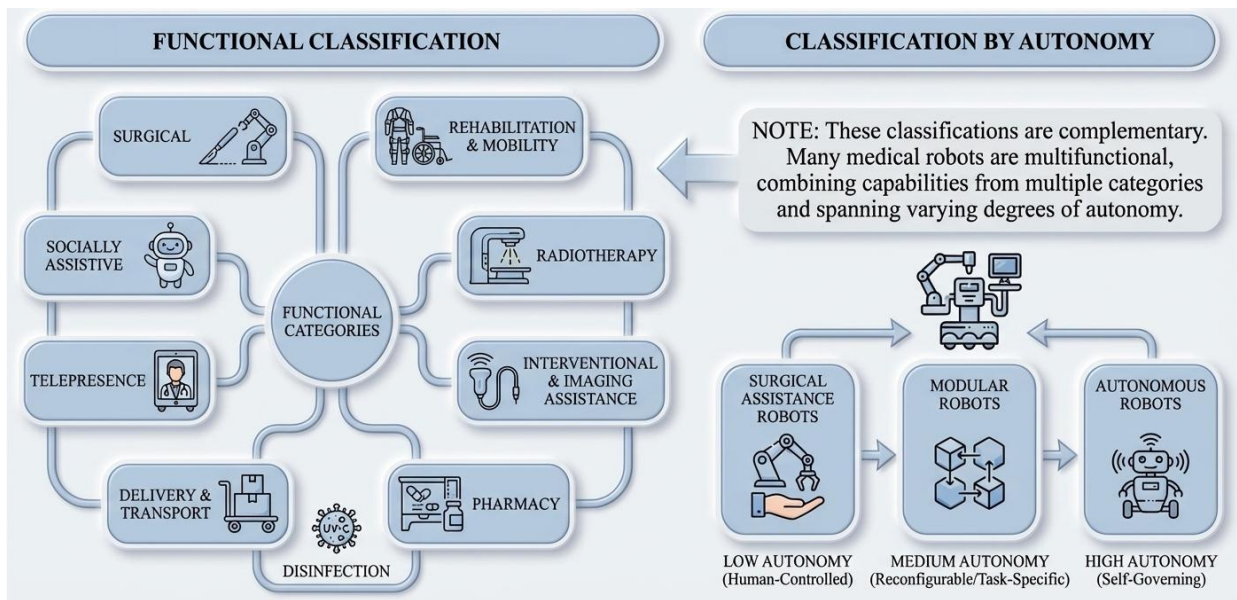 FUNCTIONAL CLASSIFICATION
SURGICAL
REHABILITATION
& MOBILITY
SOCIALLY
ASSISTIVE
RADIOTHERAPY
FUNCTIONAL
CATEGORIES
TELEPRESENCE
INTERVENTIONAL
& IMAGING
ASSISTANCE
DELIVERY &
TRANSPORT
PHARMACY
UV-C
DISINFECTION
CLASSIFICATION BY AUTONOMY
NOTE: These classifications are complementary.
Many medical robots are multifunctional,
combining capabilities from multiple categories
and spanning varying degrees of autonomy.
SURGICAL
ASSISTANCE
ROBOTS
MODULAR
ROBOTS
AUTONOMOUS
ROBOTS
LOW AUTONOMY
(Human-Controlled)
MEDIUM AUTONOMY
(Reconfigurable/Task-Specific)
HIGH AUTONOMY
(Self-Governing)